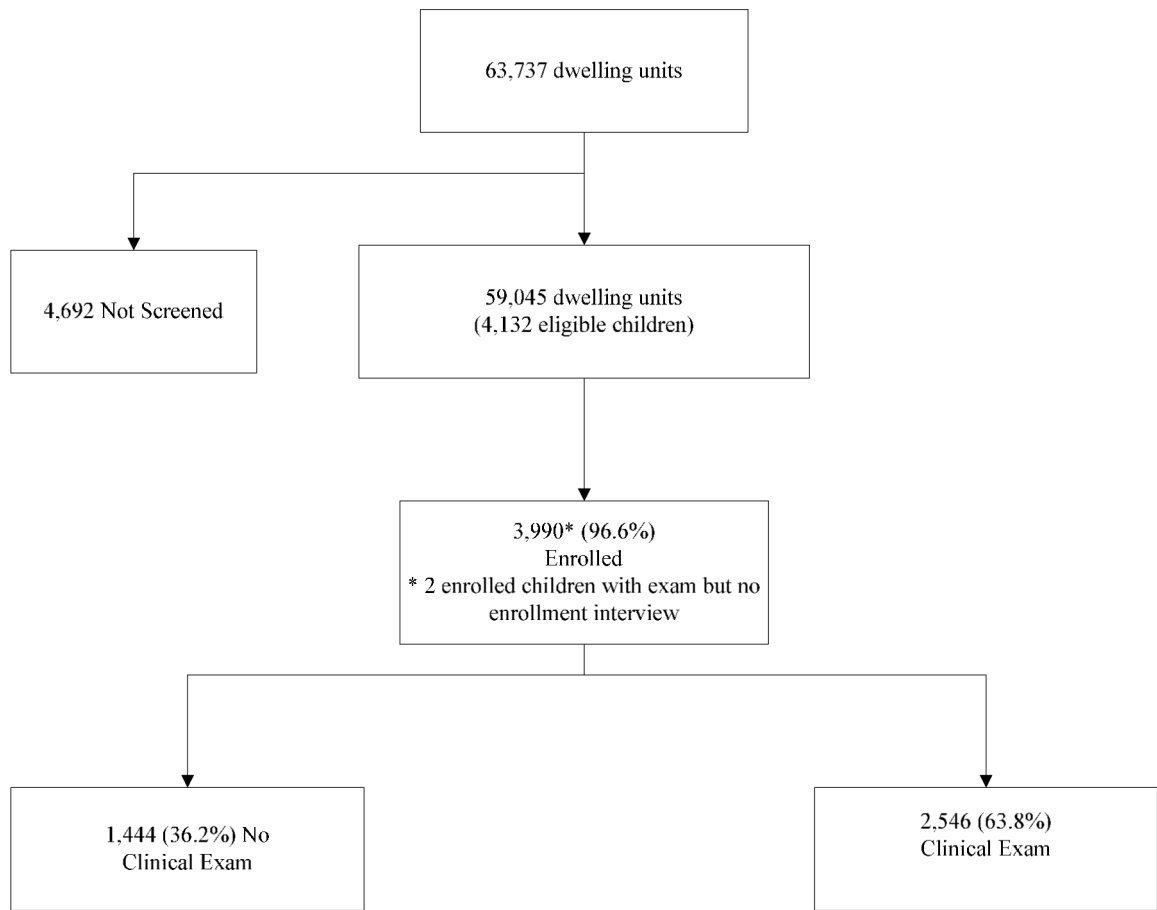 63,737 dwelling units
4,692 Not Screened
59,045 dwelling units
(4,132 eligible children)
3,990* (96.6%)
Enrolled
* 2 enrolled children with exam but no
enrollment interview
1,444 (36.2%) No
Clinical Exam
2,546 (63.8%)
Clinical Exam